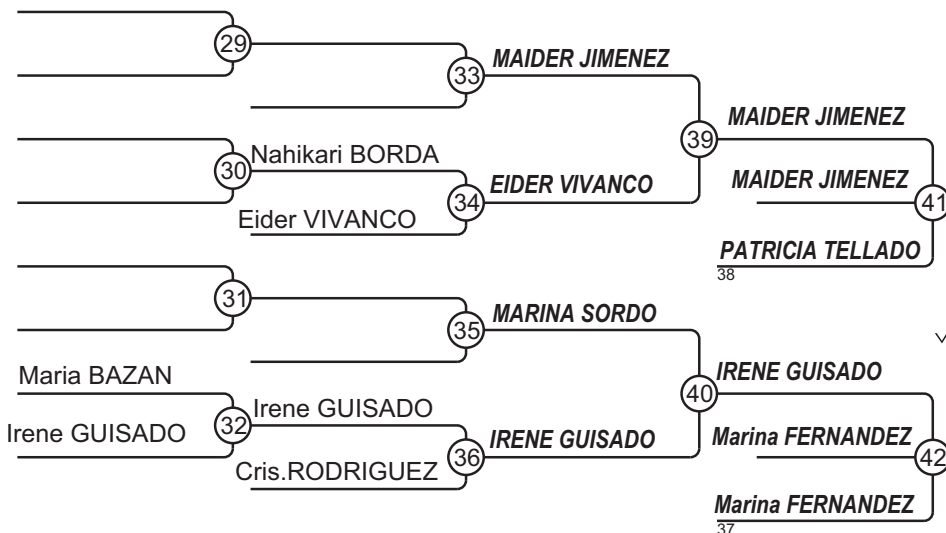 29
33
MAIDER JIMENEZ
39
MAIDER JIMENEZ
30
Nahikari BORDA
34
EIDER VIVANCO
MAIDER JIMENEZ
41
Eider VIVANCO
PATRICIA TELLADO
38
31
35
MARINA SORDO
40
IRENE GUISADO
Maria BAZAN
32
Irene GUISADO
Irene GUISADO
36
IRENE GUISADO
Marina FERNANDEZ
42
Cris.RODRIGUEZ
Marina FERNANDEZ
37